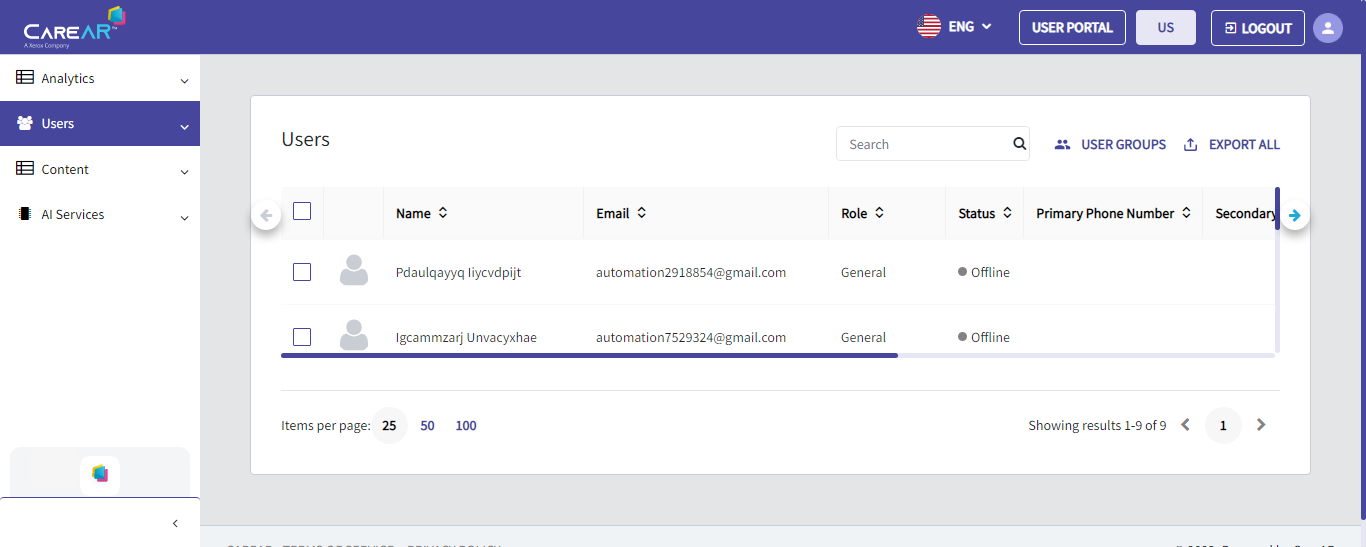 CAREAR™
A Xerox Company
ENG
USER PORTAL
US
LOGOUT
Analytics
Users
Content
AI Services
Users
Search
USER GROUPS
EXPORT ALL
Name Email Role Status Primary Phone Number Secondary
Pdaulqayyq Iiycvdpijt automation2918854@gmail.com General Offline
Igcammzarj Unvacyxhae automation7529324@gmail.com General Offline
Items per page: 25 50 100
Showing results 1-9 of 9 1